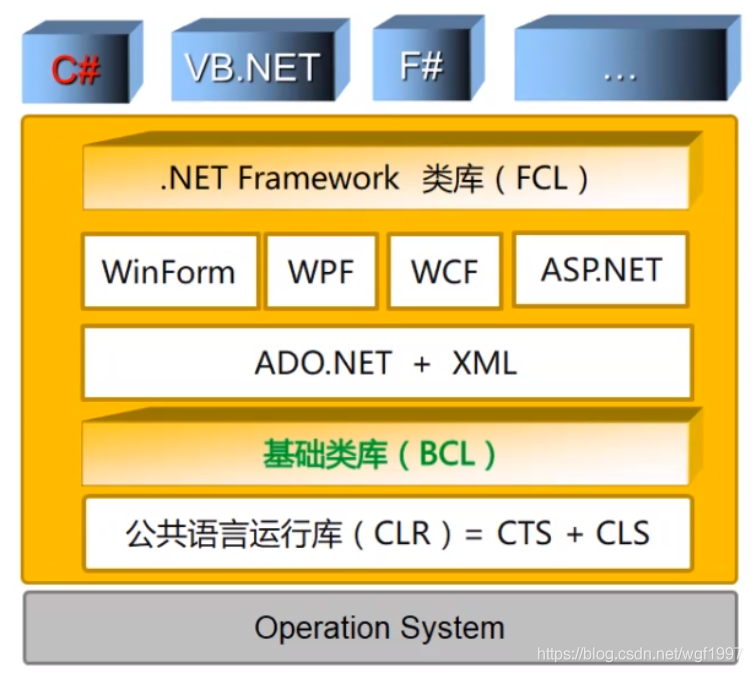 C#
VB.NET
F#
...
.NET Framework 类库（FCL）
WinForm
WPF
WCF
ASP.NET
ADO.NET + XML
基础类库（BCL）
公共语言运行库（CLR）= CTS + CLS
Operation System
https://blog.csdn.net/wgf1997